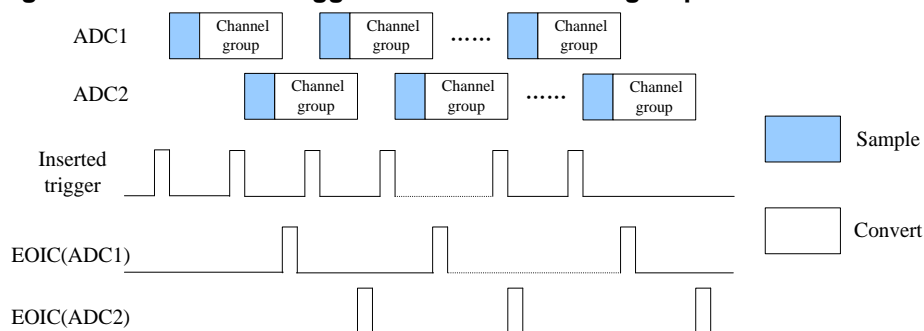 ADC1
Channel
group
Channel
group
……
Channel
group
ADC2
Channel
group
Channel
group
……
Channel
group
Sample
Inserted
trigger
Convert
EOIC(ADC1)
EOIC(ADC2)